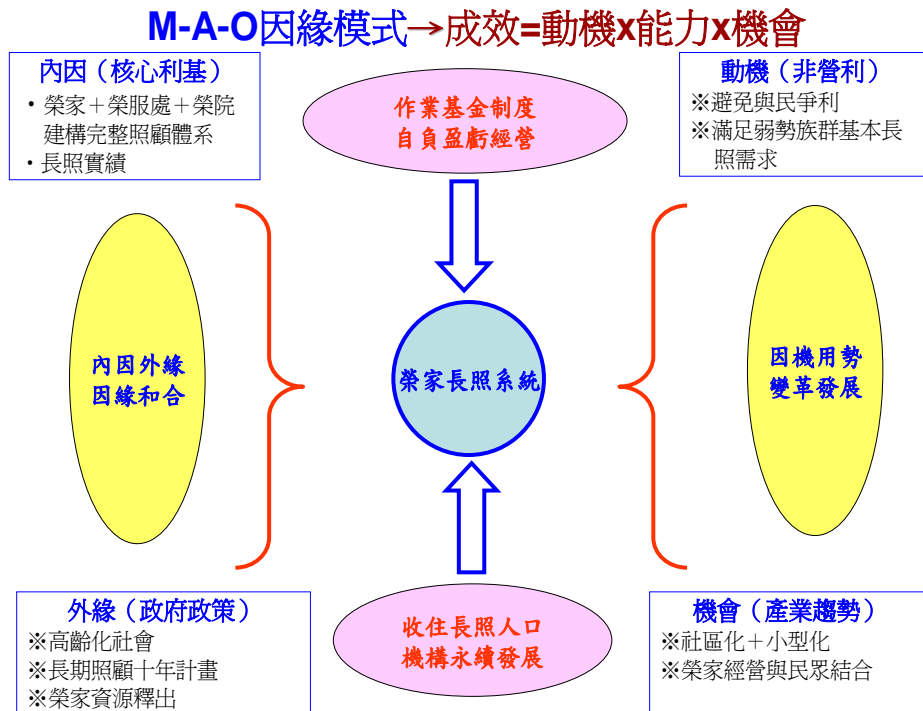 M-A-O因緣模式→成效=動機x能力x機會
內因（核心利基）
・榮家＋榮服處＋榮院
建構完整照顧體系
・長照實績
作業基金制度
自負盈虧經營
動機（非營利）
※避免與民爭利
※滿足弱勢族群基本長
照需求
內因外緣
因緣和合
榮家長照系統
因機用勢
變革發展
外緣（政府政策）
※高齡化社會
※長期照顧十年計畫
※榮家資源釋出
收住長照人口
機構永續發展
機會（產業趨勢）
※社區化＋小型化
※榮家經營與民眾結合